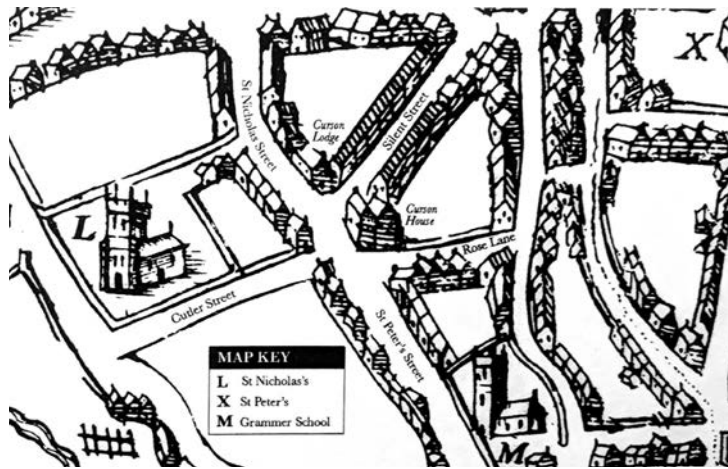 X
St Nicholas Street
Curson
Lodge
Silent Street
L
Curson
House
Rose Lane
Cutler Street
St Peter's Street
MAP KEY
L St Nicholas's
X St Peter's
M Grammer School
M